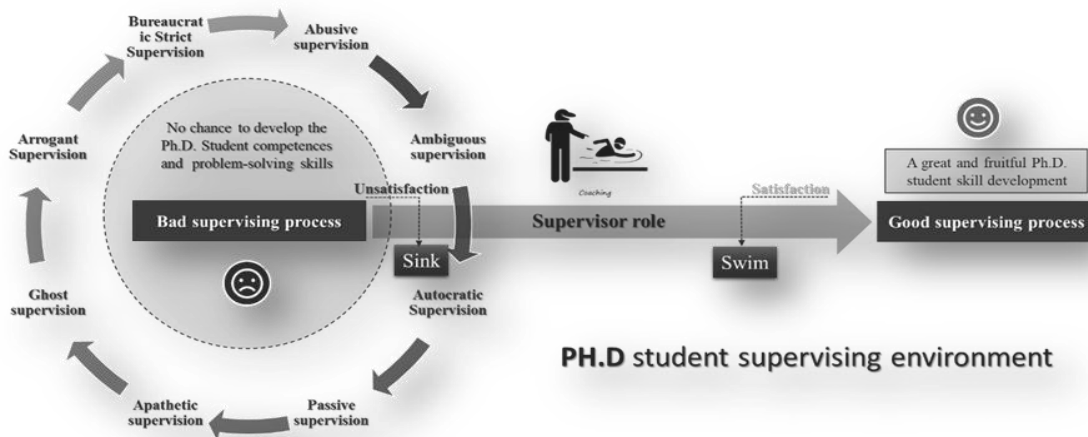 Bureaucrat
ic Strict
Supervision
Abusive
supervision
Ambiguous
supervision
Autocratic
Supervision
Passive
supervision
Apathetic
supervision
Ghost
supervision
Arrogant
Supervision
No chance to develop the
Ph.D. Student competences
and problem-solving skills
Unsatisfaction
Bad supervising process
Sink
Coaching
Supervisor role
Satisfaction
Swim
A great and fruitful Ph.D.
student skill development
Good supervising process
PH.D student supervising environment